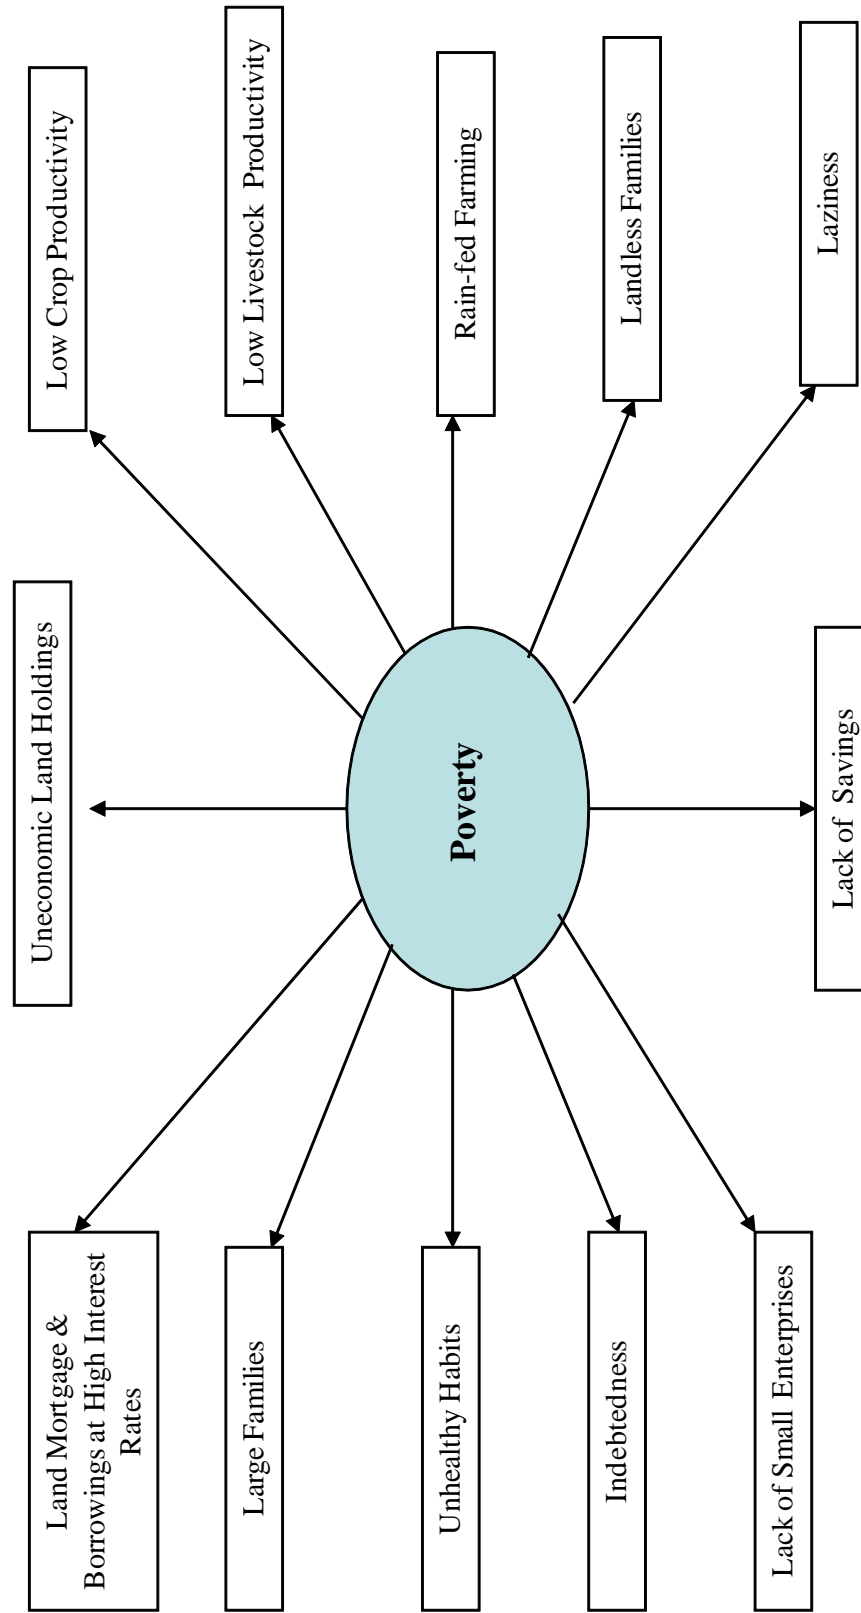 Uneconomic Land Holdings
Land Mortgage &
Borrowings at High Interest
Rates
Low Crop Productivity
Large Families
Low Livestock Productivity
Unhealthy Habits
Poverty
Rain-fed Farming
Indebtedness
Landless Families
Lack of Small Enterprises
Laziness
Lack of Savings